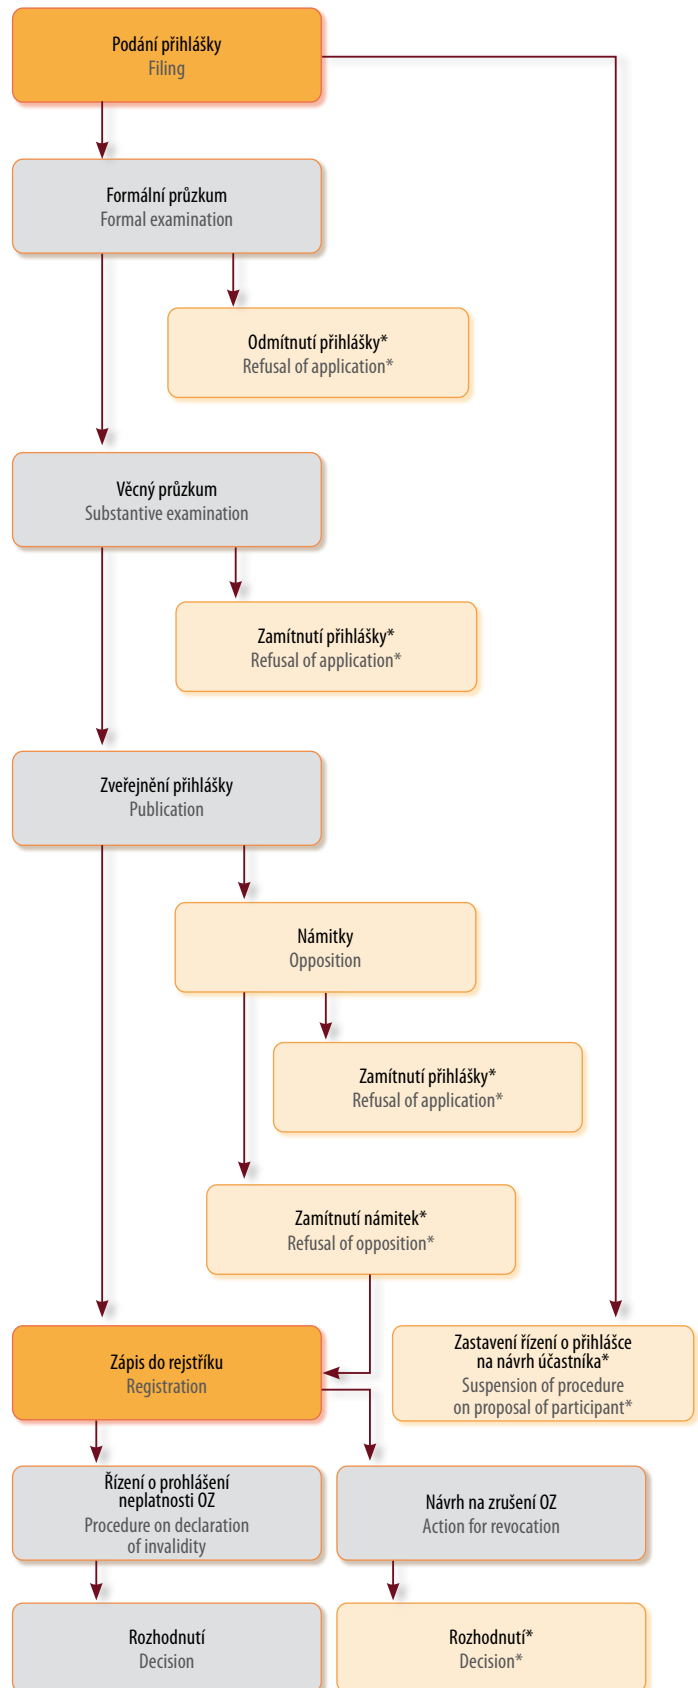 Podání přihlášky
Filing
Formální průzkum
Formal examination
Odmítnutí přihlášky*
Refusal of application*
Věcný průzkum
Substantive examination
Zamítnutí přihlášky*
Refusal of application*
Zveřejnění přihlášky
Publication
Námitky
Opposition
Zamítnutí přihlášky*
Refusal of application*
Zamítnutí námitek*
Refusal of opposition*
Zápis do rejstříku
Registration
Zastavení řízení o přihlášce
na návrh účastníka*
Suspension of procedure
on proposal of participant*
Řízení o prohlášení
neplatnosti OZ
Procedure on declaration
of invalidity
Návrh na zrušení OZ
Action for revocation
Rozhodnutí
Decision
Rozhodnutí*
Decision*